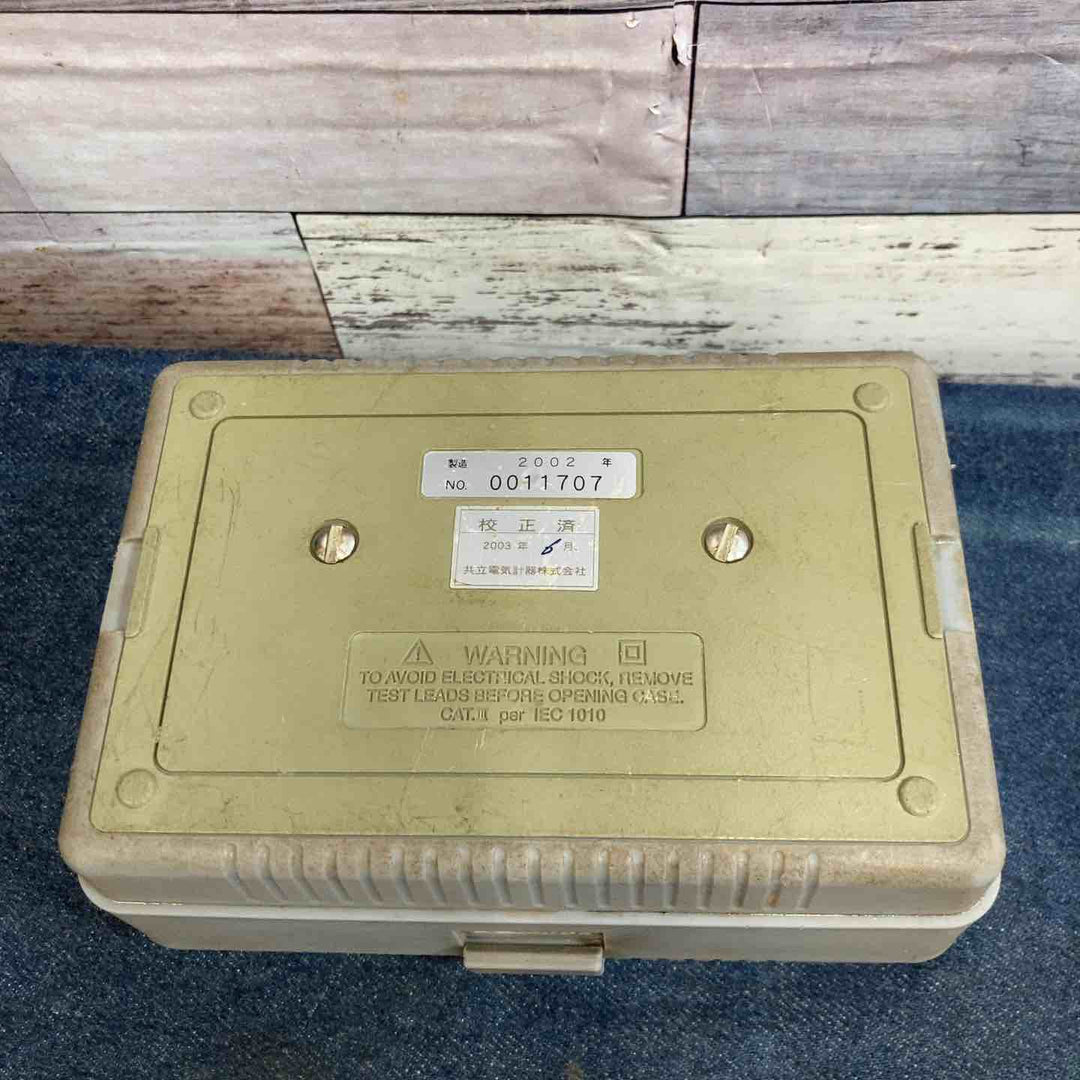 製造 2002 年
NO. 0011707
校正済
2003 年 6 月
共立電気計器株式会社
⚠ WARNING
TO AVOID ELECTRICAL SHOCK, REMOVE
TEST LEADS BEFORE OPENING CASE.
CAT.Ⅲ per IEC 1010